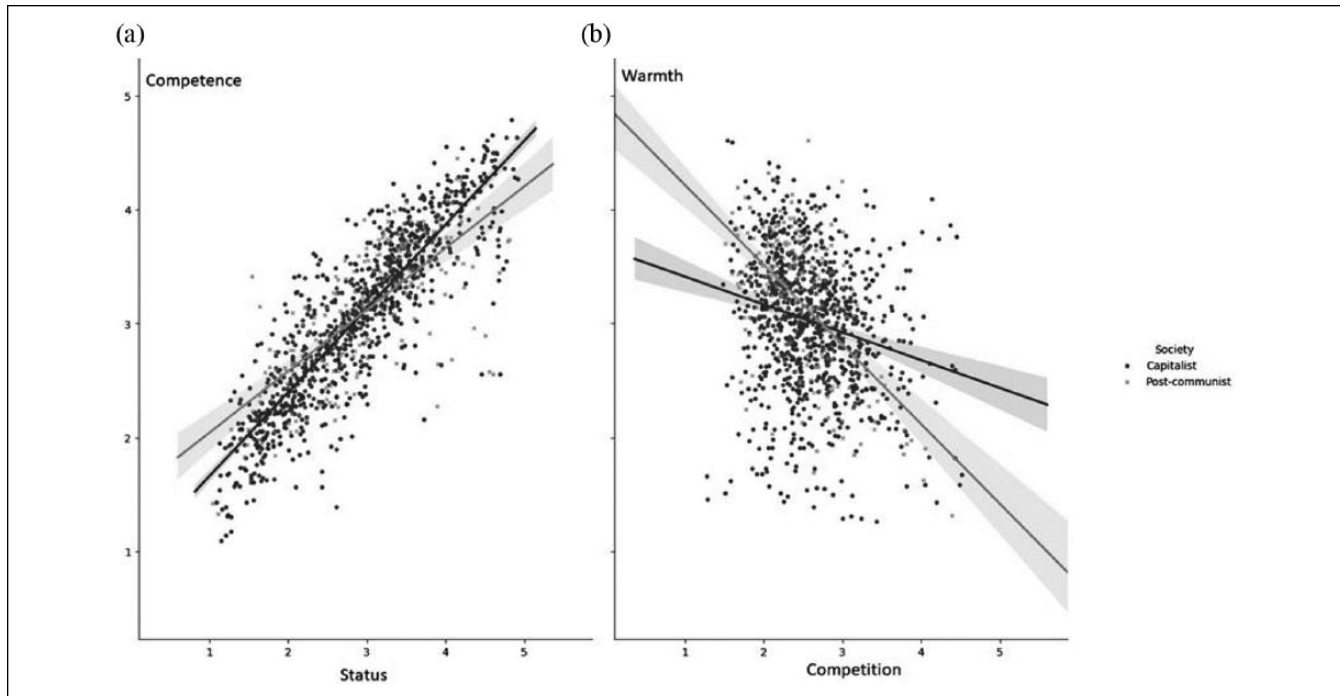 (a)
(b)
Competence
Warmth
5
4
3
2
1
1 2 3 4 5
1 2 3 4 5
Status
Competition
Society
Capitalist
Post-communist